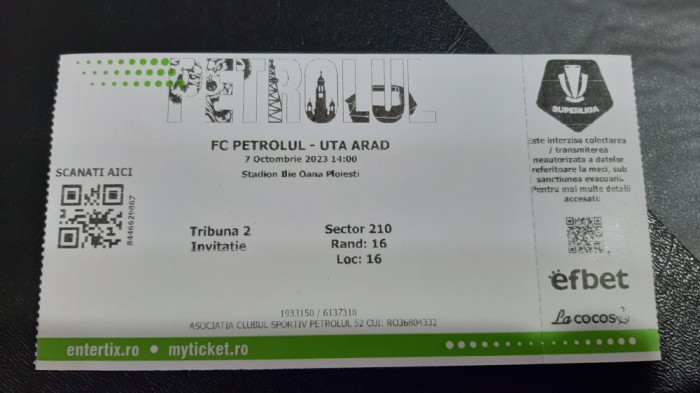 PETROLUL
FC PETROLUL - UTA ARAD
7 Octombrie 2023 14:00
Stadion Ilie Oana Ploiesti
SCANATI AICI
8446629867
Tribuna 2
Invitatie
Sector 210
Rand: 16
Loc: 16
1933150 / 6137318
ASOCIATIA CLUBUL SPORTIV PETROLUL 52 CUI: RO36804332
entertix.ro • myticket.ro
SUPERLIGA
Este interzisa colectarea
/ transmiterea
neautorizata a datelor
referitoare la meci, sub
sanctiunea evacuarii.
Pentru mai multe detalii
accesati:
efbet
La COCOS